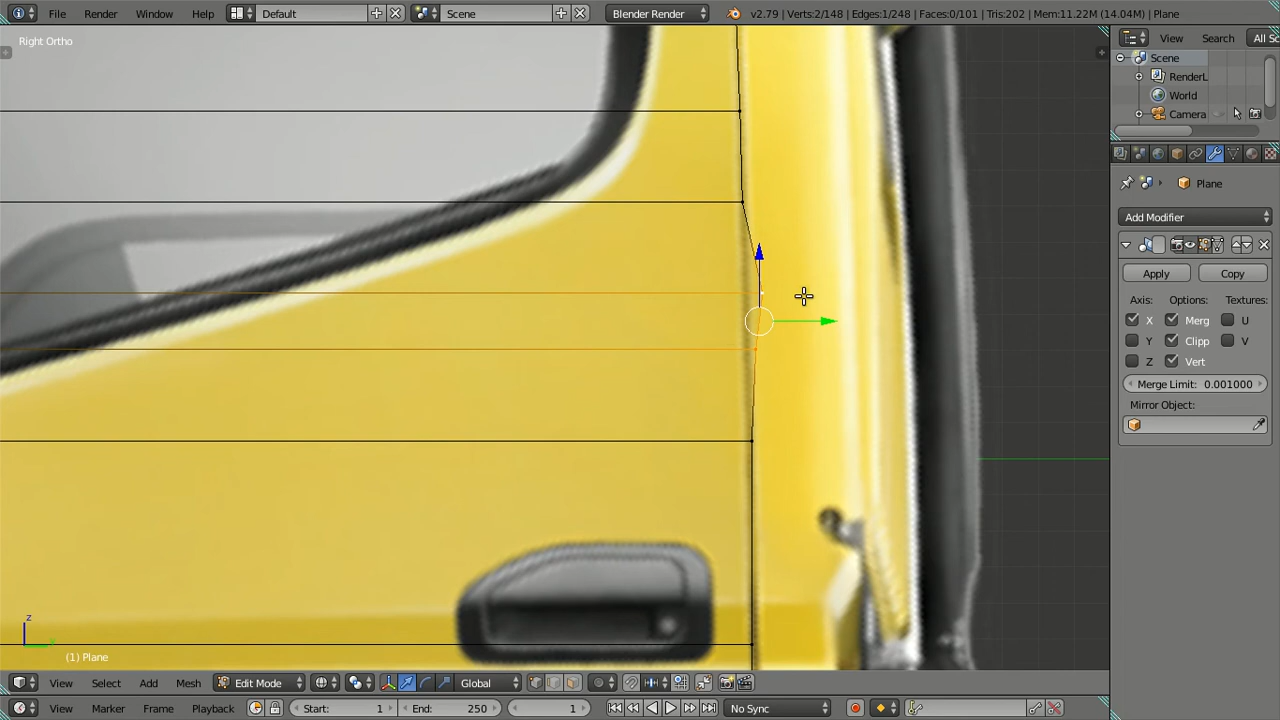 File Render Window Help Default Scene Blender Render v2.79 | Verts:2/148 | Edges:1/248 | Faces:0/101 | Tris:202 | Mem:11.22M (14.04M) | Plane
Right Ortho
View Search All Sc
Scene
RenderL
World
Camera
Plane
Add Modifier
Apply Copy
Axis: Options: Textures:
X Merg U
Y Clipp V
Z Vert
Merge Limit: 0.001000
Mirror Object:
z
(1) Plane
View Select Add Mesh Edit Mode Global
View Marker Frame Playback Start: 1 End: 250 1 No Sync